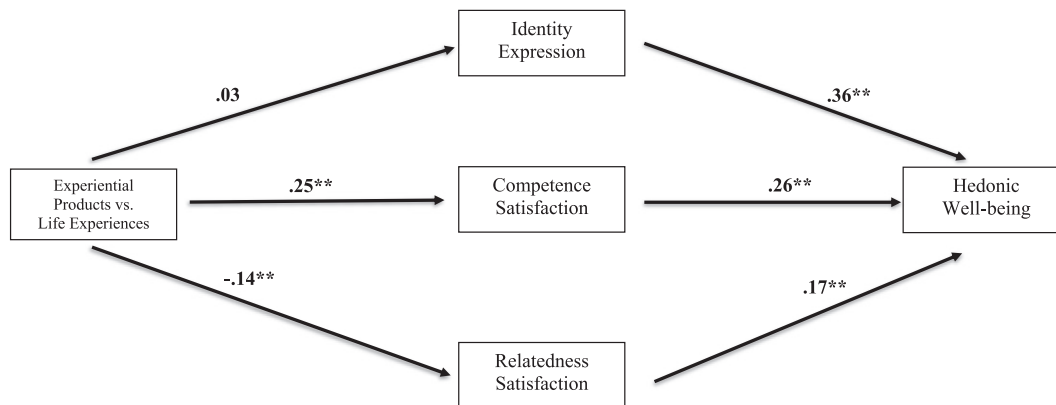 Identity
Expression
.03
.36**
Experiential
Products vs.
Life Experiences
.25**
Competence
Satisfaction
.26**
Hedonic
Well-being
-.14**
.17**
Relatedness
Satisfaction